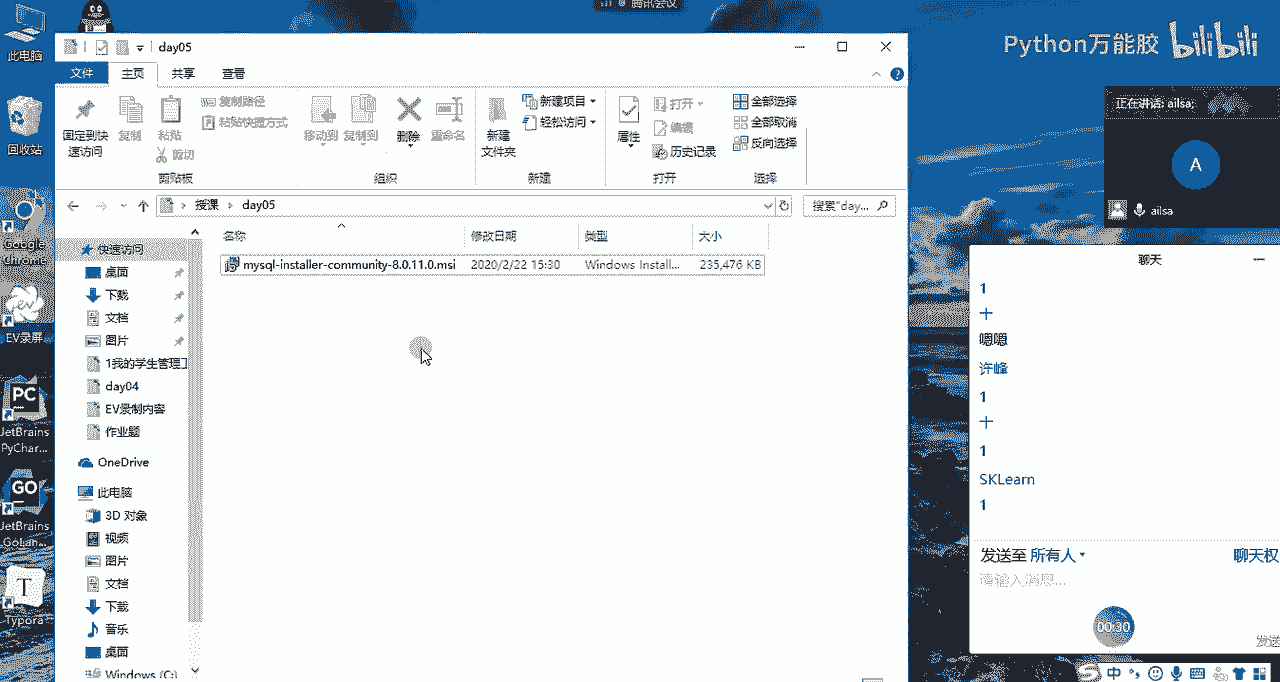 腾讯会议
day05
文件 主页 共享 查看
复制路径
粘贴快捷方式
固定到快速访问
复制
粘贴
剪切
移动到 复制到 删除 重命名
新建文件夹
新建项目
轻松访问
属性
打开
编辑
历史记录
全部选择
全部取消
反向选择
剪贴板 组织 新建 打开 选择
授课 > day05
搜索"day...
名称 修改日期 类型 大小
mysql-installer-community-8.0.11.0.msi 2020/2/22 15:30 Windows Install... 235,476 KB
快速访问
桌面
下载
文档
图片
1我的学生管理
day04
EV录制内容
作业题
OneDrive
此电脑
3D 对象
视频
图片
文档
下载
音乐
桌面
Windows (C:)
此电脑
回收站
Google Chrome
EV录屏
PC
JetBrains PyChar...
GO
JetBrains GoLan...
T
Typora
Python万能胶 bilibili
正在讲话: ailsa;
A
ailsa
聊天
1
十
嗯嗯
许峰
1
十
1
SKLearn
1
发送至 所有人
聊天权
请输入消息...
00:30
发送
中